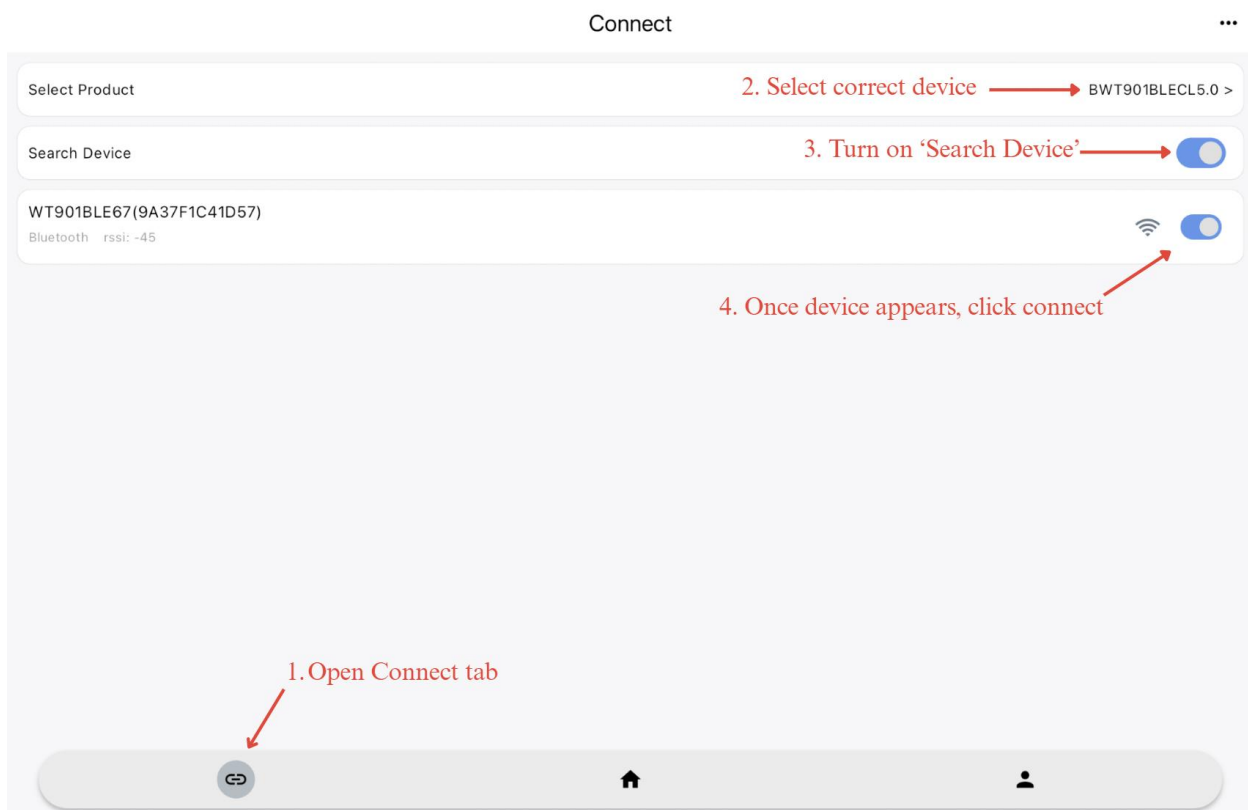 Connect
Select Product
2. Select correct device
BWT901BLECL5.0 >
Search Device
3. Turn on ‘Search Device’
WT901BLE67(9A37F1C41D57)
Bluetooth rssi: -45
4. Once device appears, click connect
1. Open Connect tab